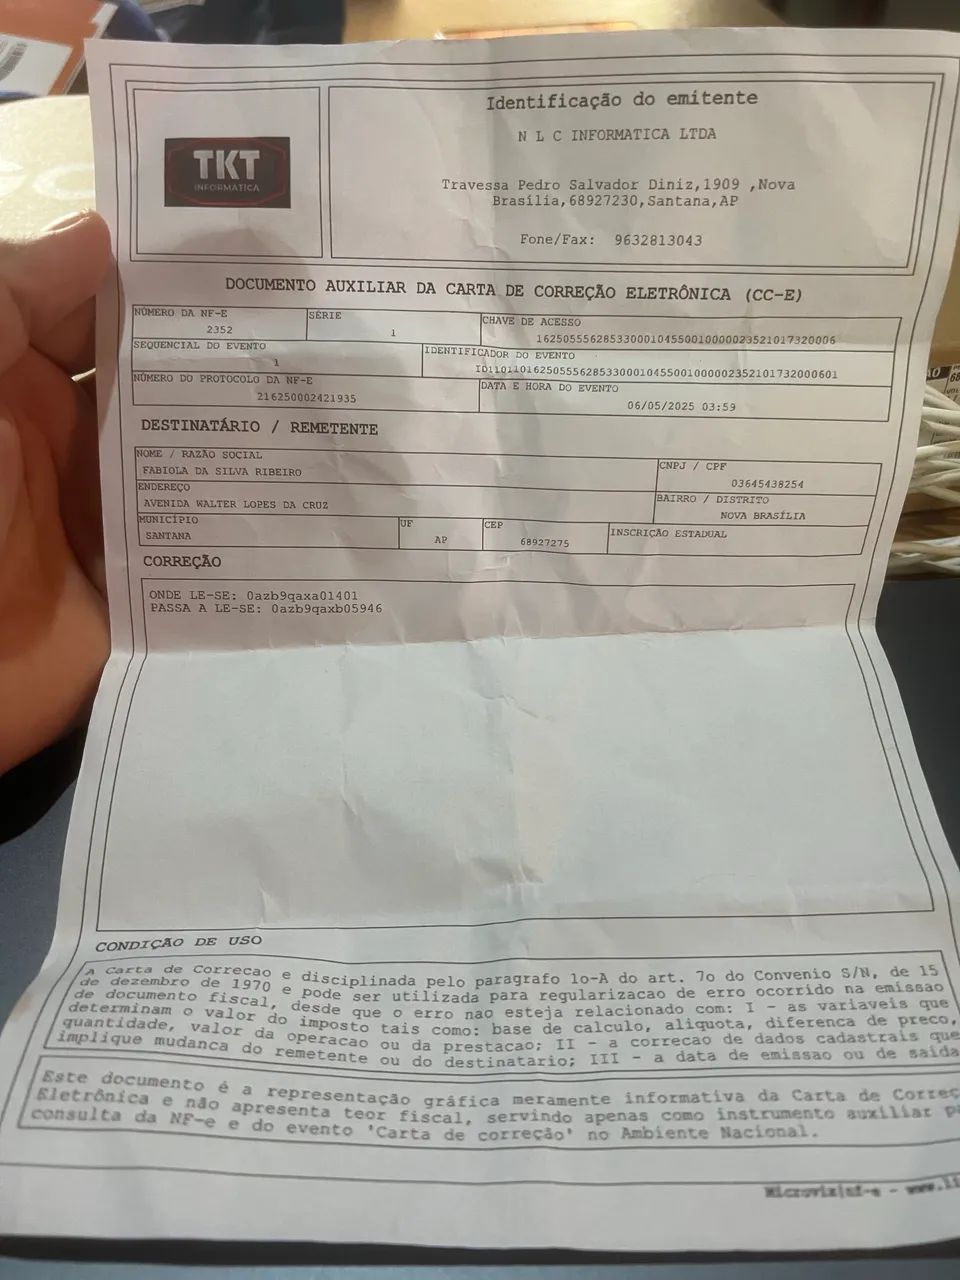 Identificação do emitente
TKT
INFORMATICA
N L C INFORMATICA LTDA
Travessa Pedro Salvador Diniz,1909 ,Nova
Brasília,68927230,Santana,AP
Fone/Fax: 9632813043
DOCUMENTO AUXILIAR DA CARTA DE CORREÇÃO ELETRÔNICA (CC-E)
NÚMERO DA NF-E
2352
SÉRIE
1
CHAVE DE ACESSO
16250555628533000104550010000023521017320006
SEQUENCIAL DO EVENTO
1
IDENTIFICADOR DO EVENTO
ID1101101625055562853300010455001000002352101732000601
NÚMERO DO PROTOCOLO DA NF-E
216250002421935
DATA E HORA DO EVENTO
06/05/2025 03:59
DESTINATÁRIO / REMETENTE
NOME / RAZÃO SOCIAL
FABIOLA DA SILVA RIBEIRO
CNPJ / CPF
03645438254
ENDEREÇO
AVENIDA WALTER LOPES DA CRUZ
BAIRRO / DISTRITO
NOVA BRASÍLIA
MUNICÍPIO
SANTANA
UF
AP
CEP
68927275
INSCRIÇÃO ESTADUAL
CORREÇÃO
ONDE LE-SE: 0azb9qaxa01401
PASSA A LE-SE: 0azb9qaxb05946
CONDIÇÃO DE USO
A Carta de Correcao e disciplinada pelo paragrafo 1o-A do art. 7o do Convenio S/N, de 15
de dezembro de 1970 e pode ser utilizada para regularizacao de erro ocorrido na emissao
de documento fiscal, desde que o erro nao esteja relacionado com: I - as variaveis que
determinam o valor do imposto tais como: base de calculo, aliquota, diferenca de preco,
quantidade, valor da operacao ou da prestacao; II - a correcao de dados cadastrais que
implique mudanca do remetente ou do destinatario; III - a data de emissao ou de saida
Este documento é a representação gráfica meramente informativa da Carta de Correç
Eletrônica e não apresenta teor fiscal, servindo apenas como instrumento auxiliar p
consulta da NF-e e do evento 'Carta de correção' no Ambiente Nacional.